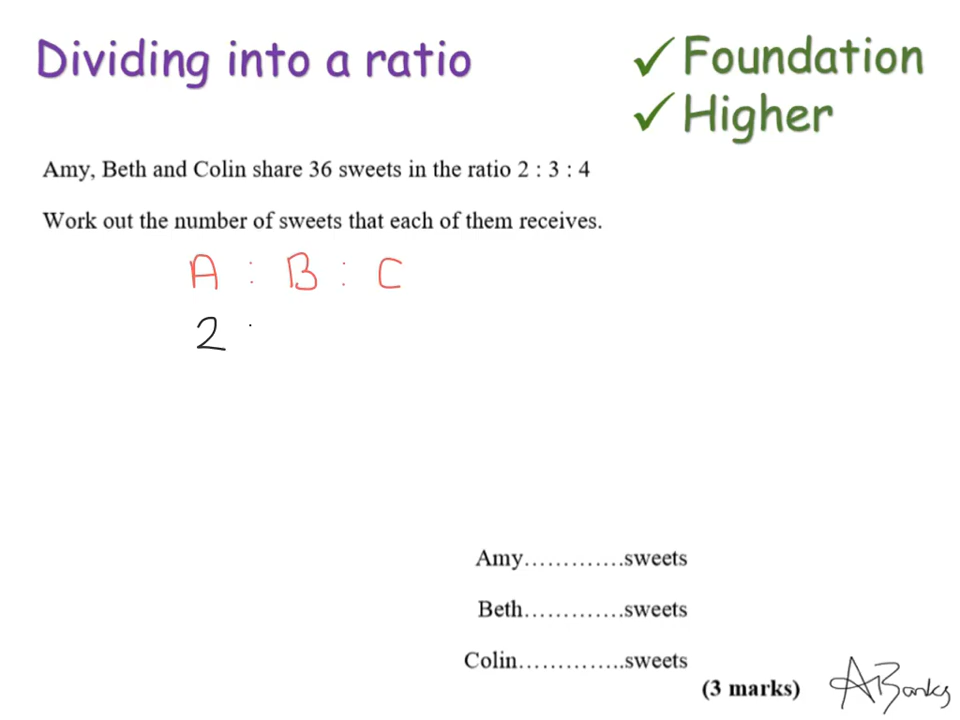 Dividing into a ratio
✓ Foundation
✓ Higher
Amy, Beth and Colin share 36 sweets in the ratio 2 : 3 : 4
Work out the number of sweets that each of them receives.
A : B : C
2 :
Amy………….sweets
Beth………….sweets
Colin…………..sweets
(3 marks)
ABanks